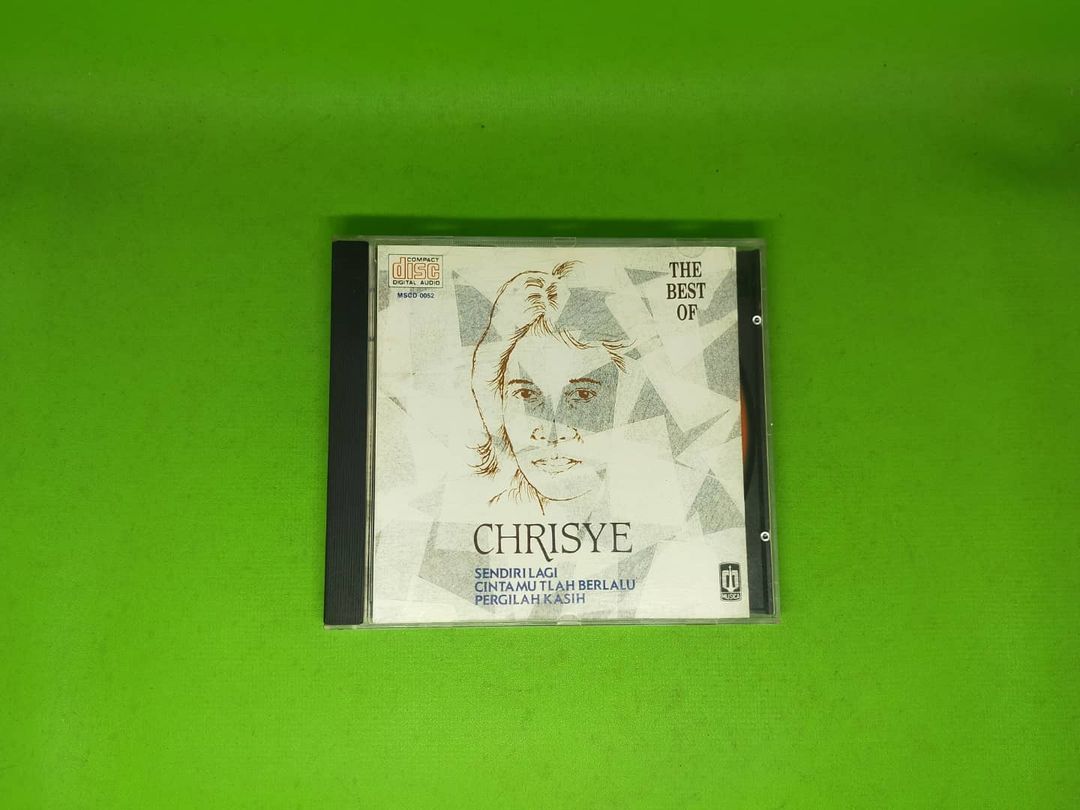 COMPACT
disc
DIGITAL AUDIO
MSCD 0052
THE
BEST
OF
CHRISYE
SENDIRI LAGI
CINTAMU TLAH BERLALU
PERGILAH KASIH
MUSICA